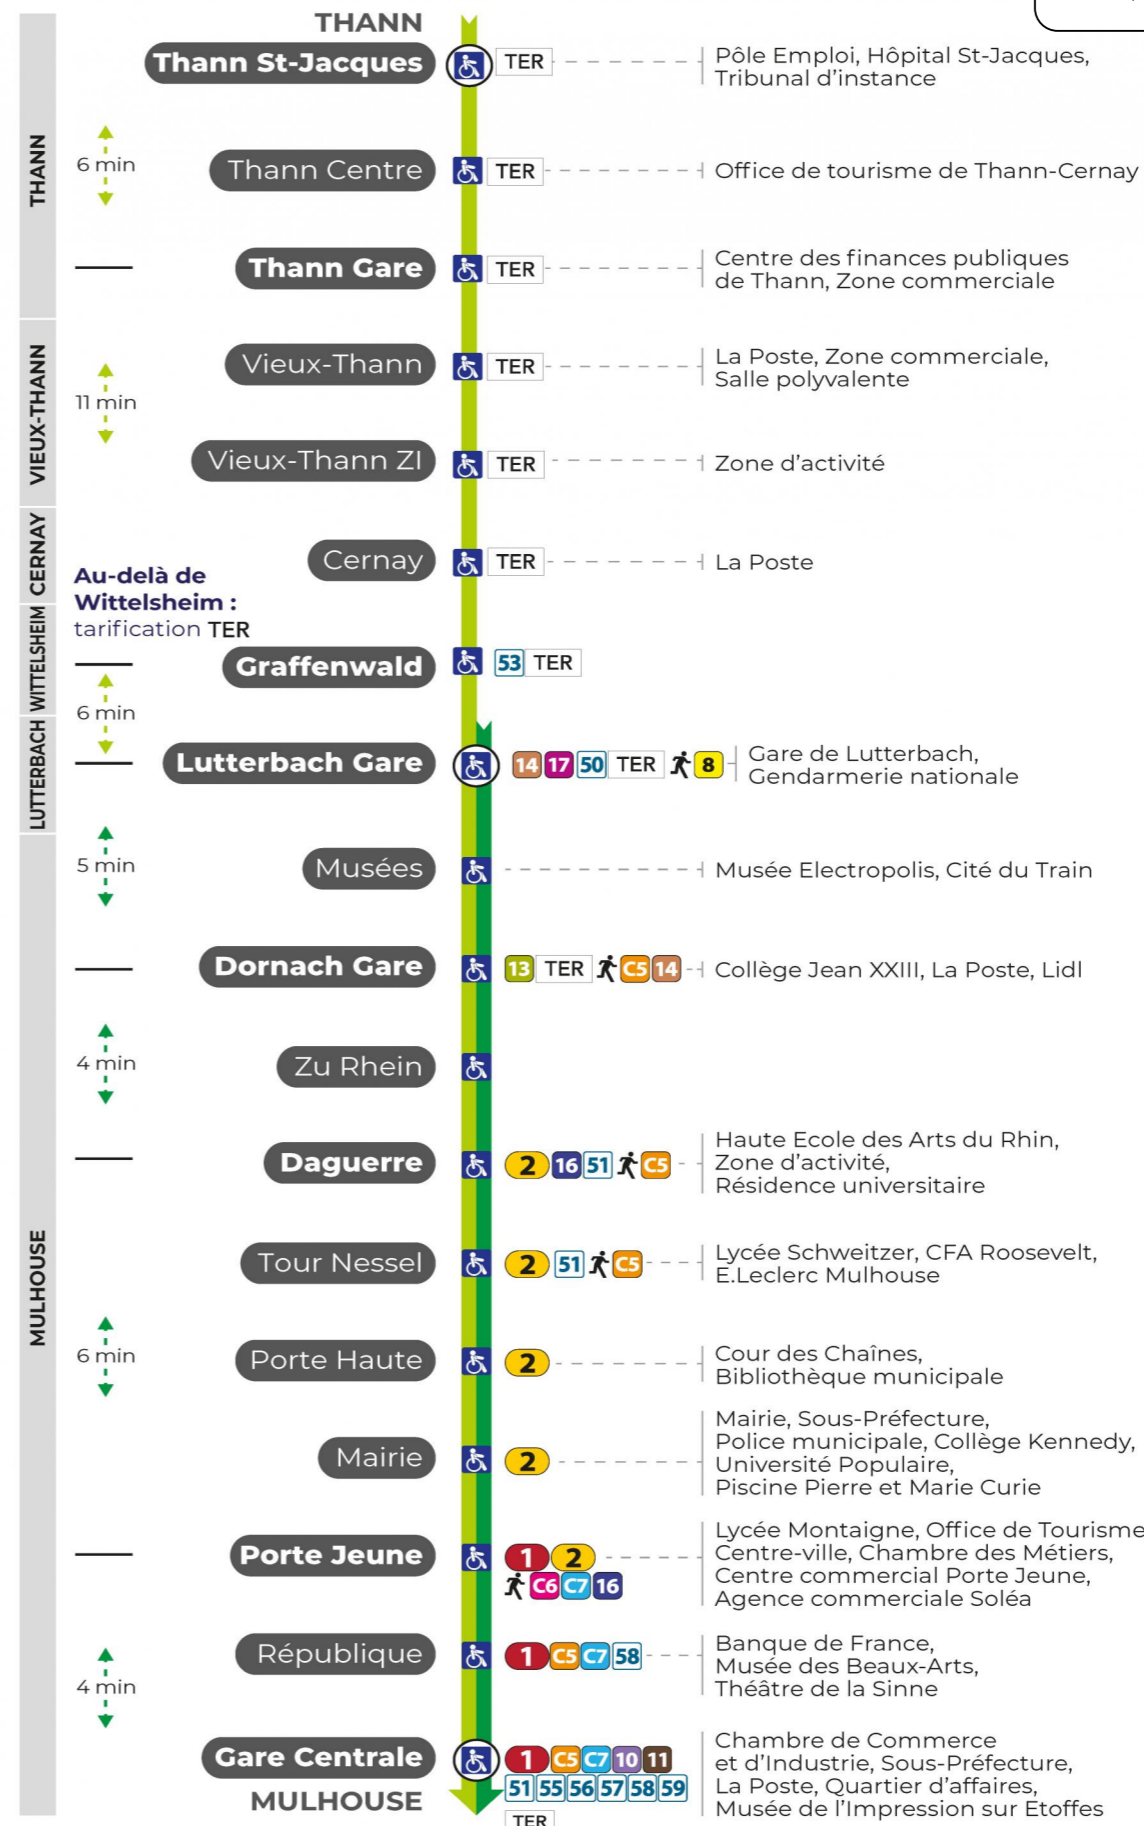 THANN
Thann St-Jacques TER Pôle Emploi, Hôpital St-Jacques,
Tribunal d'instance
THANN
6 min
Thann Centre TER Office de tourisme de Thann-Cernay
Thann Gare TER Centre des finances publiques
de Thann, Zone commerciale
VIEUX-THANN
Vieux-Thann TER La Poste, Zone commerciale,
Salle polyvalente
11 min
Vieux-Thann ZI TER Zone d'activité
CERNAY
Cernay TER La Poste
Au-delà de
Wittelsheim :
tarification TER
WITTELSHEIM
Graffenwald 53 TER
6 min
LUTTERBACH
Lutterbach Gare 14 17 50 TER 8 Gare de Lutterbach,
Gendarmerie nationale
5 min
Musées Musée Electropolis, Cité du Train
Dornach Gare 13 TER C5 14 Collège Jean XXIII, La Poste, Lidl
4 min
Zu Rhein
Daguerre 2 16 51 C5 Haute Ecole des Arts du Rhin,
Zone d'activité,
Résidence universitaire
MULHOUSE
Tour Nessel 2 51 C5 Lycée Schweitzer, CFA Roosevelt,
E.Leclerc Mulhouse
6 min
Porte Haute 2 Cour des Chaînes,
Bibliothèque municipale
Mairie 2 Mairie, Sous-Préfecture,
Police municipale, Collège Kennedy,
Université Populaire,
Piscine Pierre et Marie Curie
Porte Jeune 1 2 Lycée Montaigne, Office de Tourisme
Centre-ville, Chambre des Métiers,
C6 C7 16 Centre commercial Porte Jeune,
Agence commerciale Soléa
République 1 C5 C7 58 Banque de France,
Musée des Beaux-Arts,
Théâtre de la Sinne
4 min
Gare Centrale 1 C5 C7 10 11 Chambre de Commerce
et d'Industrie, Sous-Préfecture,
51 55 56 57 58 59 La Poste, Quartier d'affaires,
MULHOUSE Musée de l'Impression sur Etoffes
TER